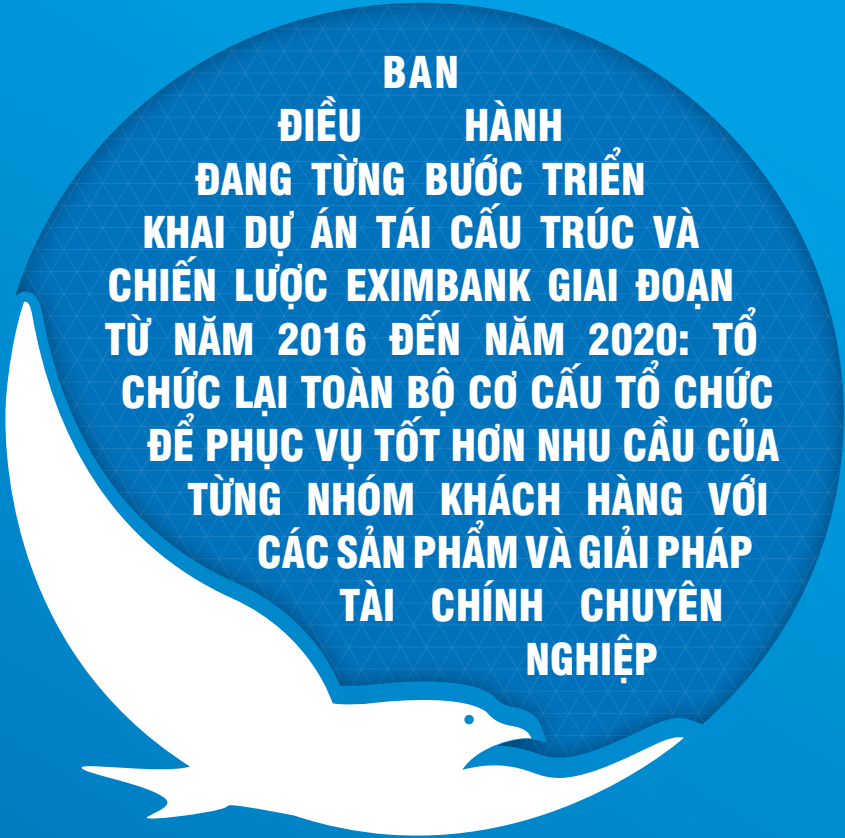 BAN
ĐIỀU HÀNH
ĐANG TỪNG BƯỚC TRIỂN
KHAI DỰ ÁN TÁI CẤU TRÚC VÀ
CHIẾN LƯỢC EXIMBANK GIAI ĐOẠN
TỪ NĂM 2016 ĐẾN NĂM 2020: TỔ
CHỨC LẠI TOÀN BỘ CƠ CẤU TỔ CHỨC
ĐỂ PHỤC VỤ TỐT HƠN NHU CẦU CỦA
TỪNG NHÓM KHÁCH HÀNG VỚI
CÁC SẢN PHẨM VÀ GIẢI PHÁP
TÀI CHÍNH CHUYÊN
NGHIỆP